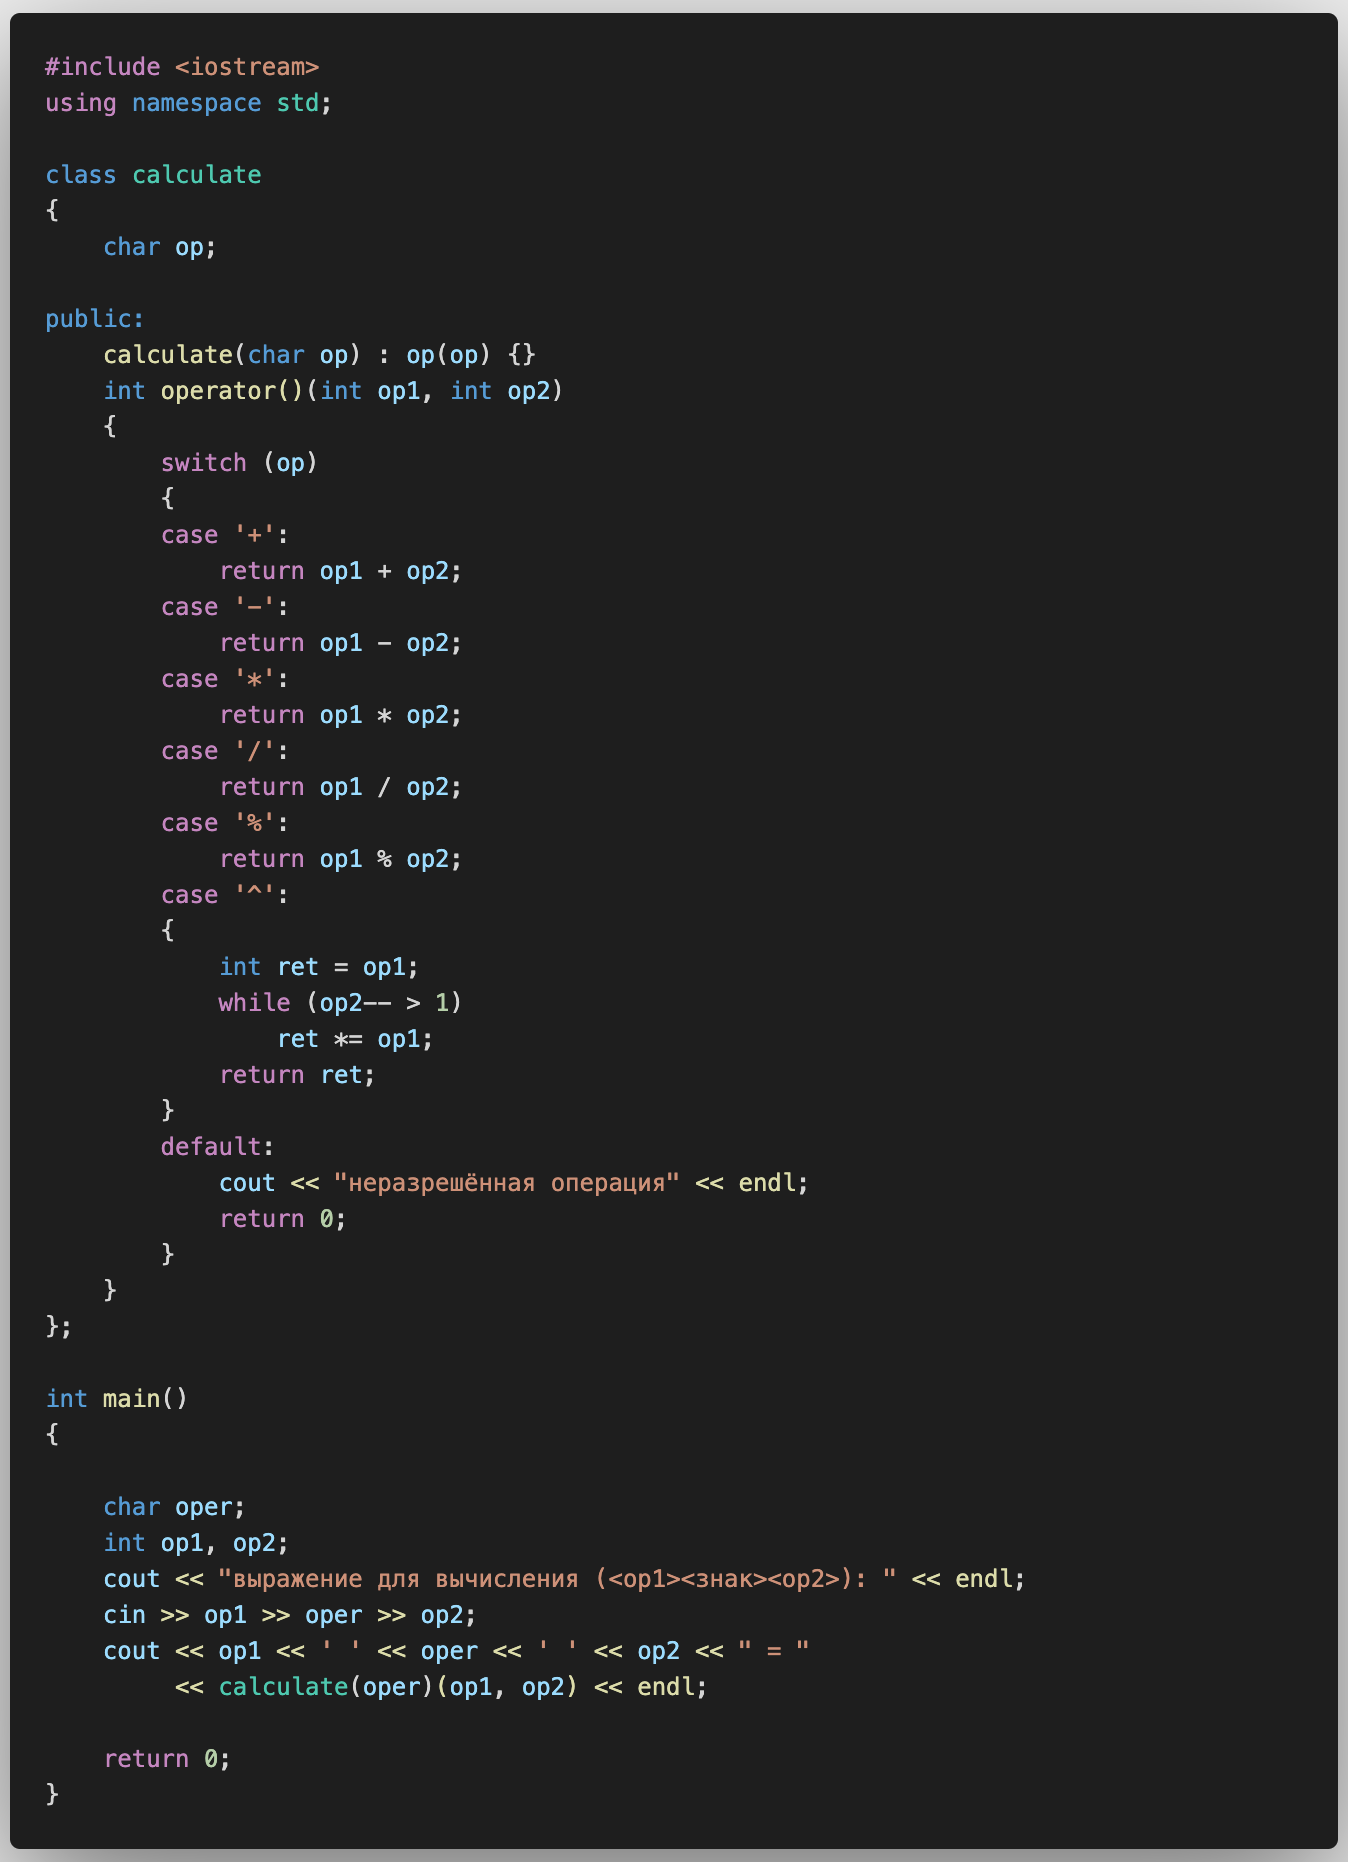 #include <iostream>
using namespace std;
class calculate
{
    char op;
public:
    calculate(char op) : op(op) {}
    int operator()(int op1, int op2)
    {
        switch (op)
        {
        case '+':
            return op1 + op2;
        case '-':
            return op1 - op2;
        case '*':
            return op1 * op2;
        case '/':
            return op1 / op2;
        case '%':
            return op1 % op2;
        case '^':
        {
            int ret = op1;
            while (op2-- > 1)
                ret *= op1;
            return ret;
        }
        default:
            cout << "неразрешённая операция" << endl;
            return 0;
        }
    }
};
int main()
{
    char oper;
    int op1, op2;
    cout << "выражение для вычисления (<op1><знак><op2>): " << endl;
    cin >> op1 >> oper >> op2;
    cout << op1 << ' ' << oper << ' ' << op2 << " = "
         << calculate(oper)(op1, op2) << endl;
    return 0;
}